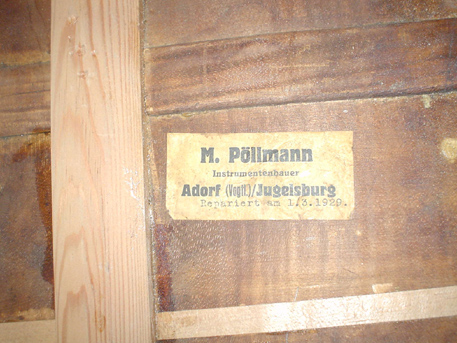 M. Pöllmann
Instrumentenbauer
Adorf (Vogtl.)/Jugelsburg
Repariert am 1/3.1929.